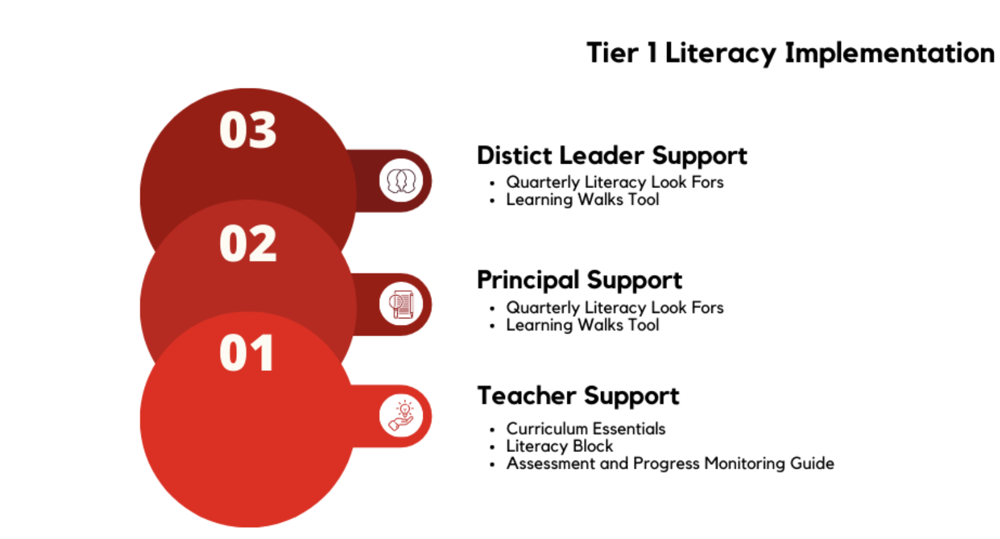 Tier 1 Literacy Implementation
03
Distict Leader Support
• Quarterly Literacy Look Fors
• Learning Walks Tool
02
Principal Support
• Quarterly Literacy Look Fors
• Learning Walks Tool
01
Teacher Support
• Curriculum Essentials
• Literacy Block
• Assessment and Progress Monitoring Guide